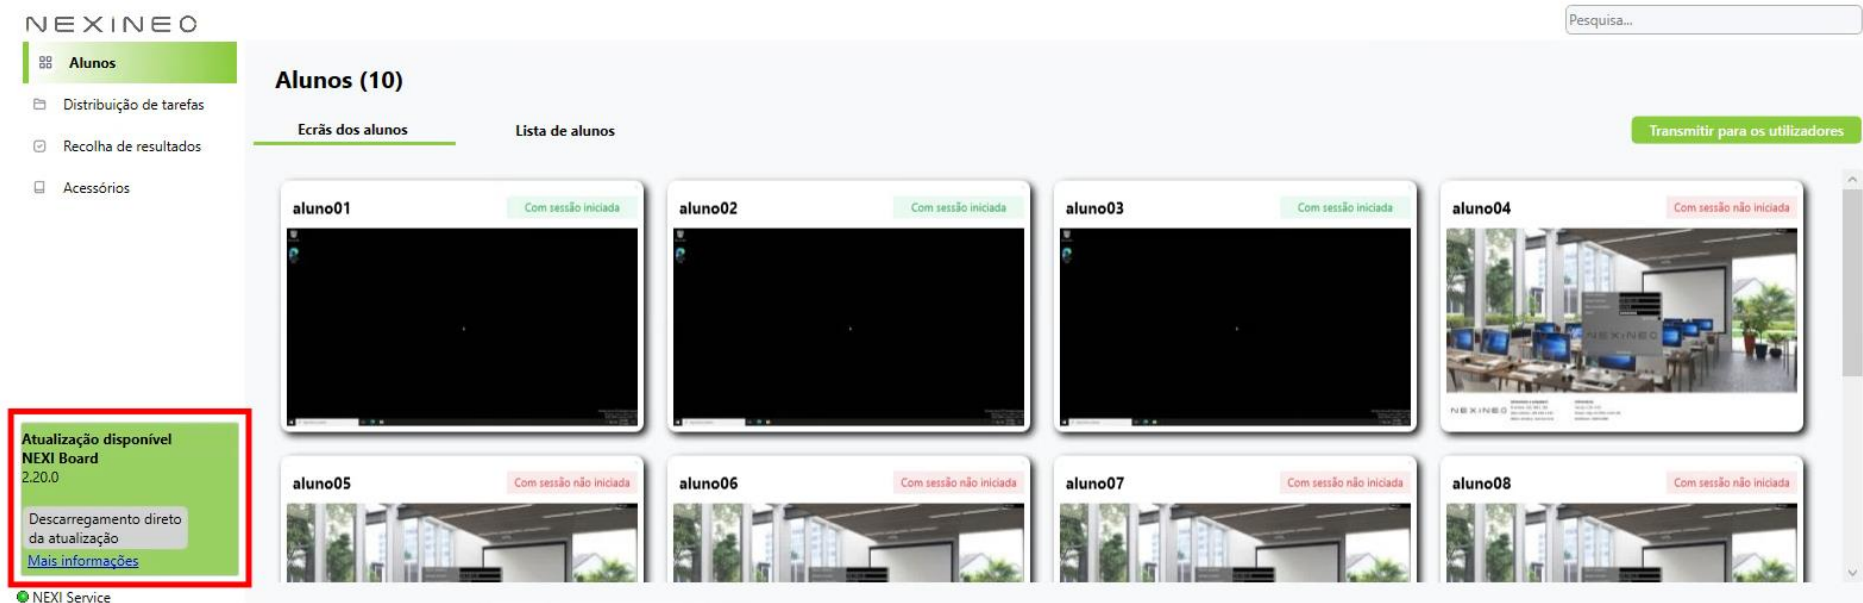 NEXINEO
Pesquisa...
Alunos
Distribuição de tarefas
Recolha de resultados
Acessórios
Alunos (10)
Ecrãs dos alunos
Lista de alunos
Transmitir para os utilizadores
aluno01
Com sessão iniciada
aluno02
Com sessão iniciada
aluno03
Com sessão iniciada
aluno04
Com sessão não iniciada
NEXINEO
NEXINEO
aluno05
Com sessão não iniciada
aluno06
Com sessão não iniciada
aluno07
Com sessão não iniciada
aluno08
Com sessão não iniciada
Atualização disponível
NEXI Board
2.20.0
Descarregamento direto
da atualização
Mais informações
NEXI Service